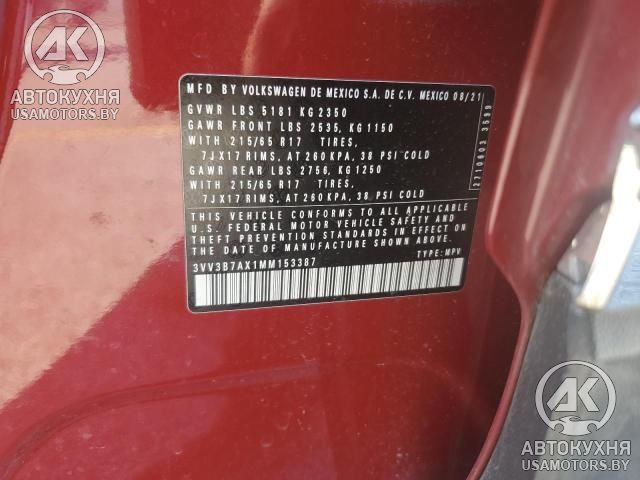 AK
АВТОКУХНЯ
USAMOTORS.BY
MFD BY VOLKSWAGEN DE MEXICO S.A. DE C.V. MEXICO 08/21
GVWR LBS 5181 KG 2350
GAWR FRONT LBS 2535, KG 1150
WITH 215/65 R17 TIRES,
7JX17 RIMS, AT 260 KPA, 38 PSI COLD
GAWR REAR LBS 2756, KG 1250
WITH 215/65 R17 TIRES,
7JX17 RIMS, AT 260 KPA, 38 PSI COLD
THIS VEHICLE CONFORMS TO ALL APPLICABLE
U.S. FEDERAL MOTOR VEHICLE SAFETY AND
THEFT PREVENTION STANDARDS IN EFFECT ON
THE DATE OF MANUFACTURE SHOWN ABOVE.
3VV3B7AX1MM153387 TYPE: MPV
2710603 3599
AK
АВТОКУХНЯ
USAMOTORS.BY